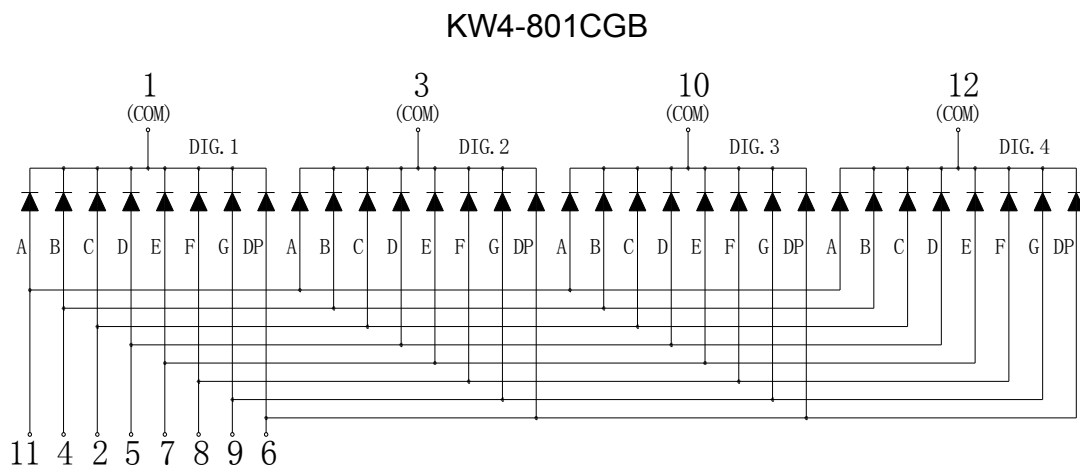 KW4-801CGB
1 3 10 12
(COM) (COM) (COM) (COM)
DIG.1 DIG.2 DIG.3 DIG.4
A B C D E F G DP A B C D E F G DP A B C D E F G DP A B C D E F G DP
11 4 2 5 7 8 9 6